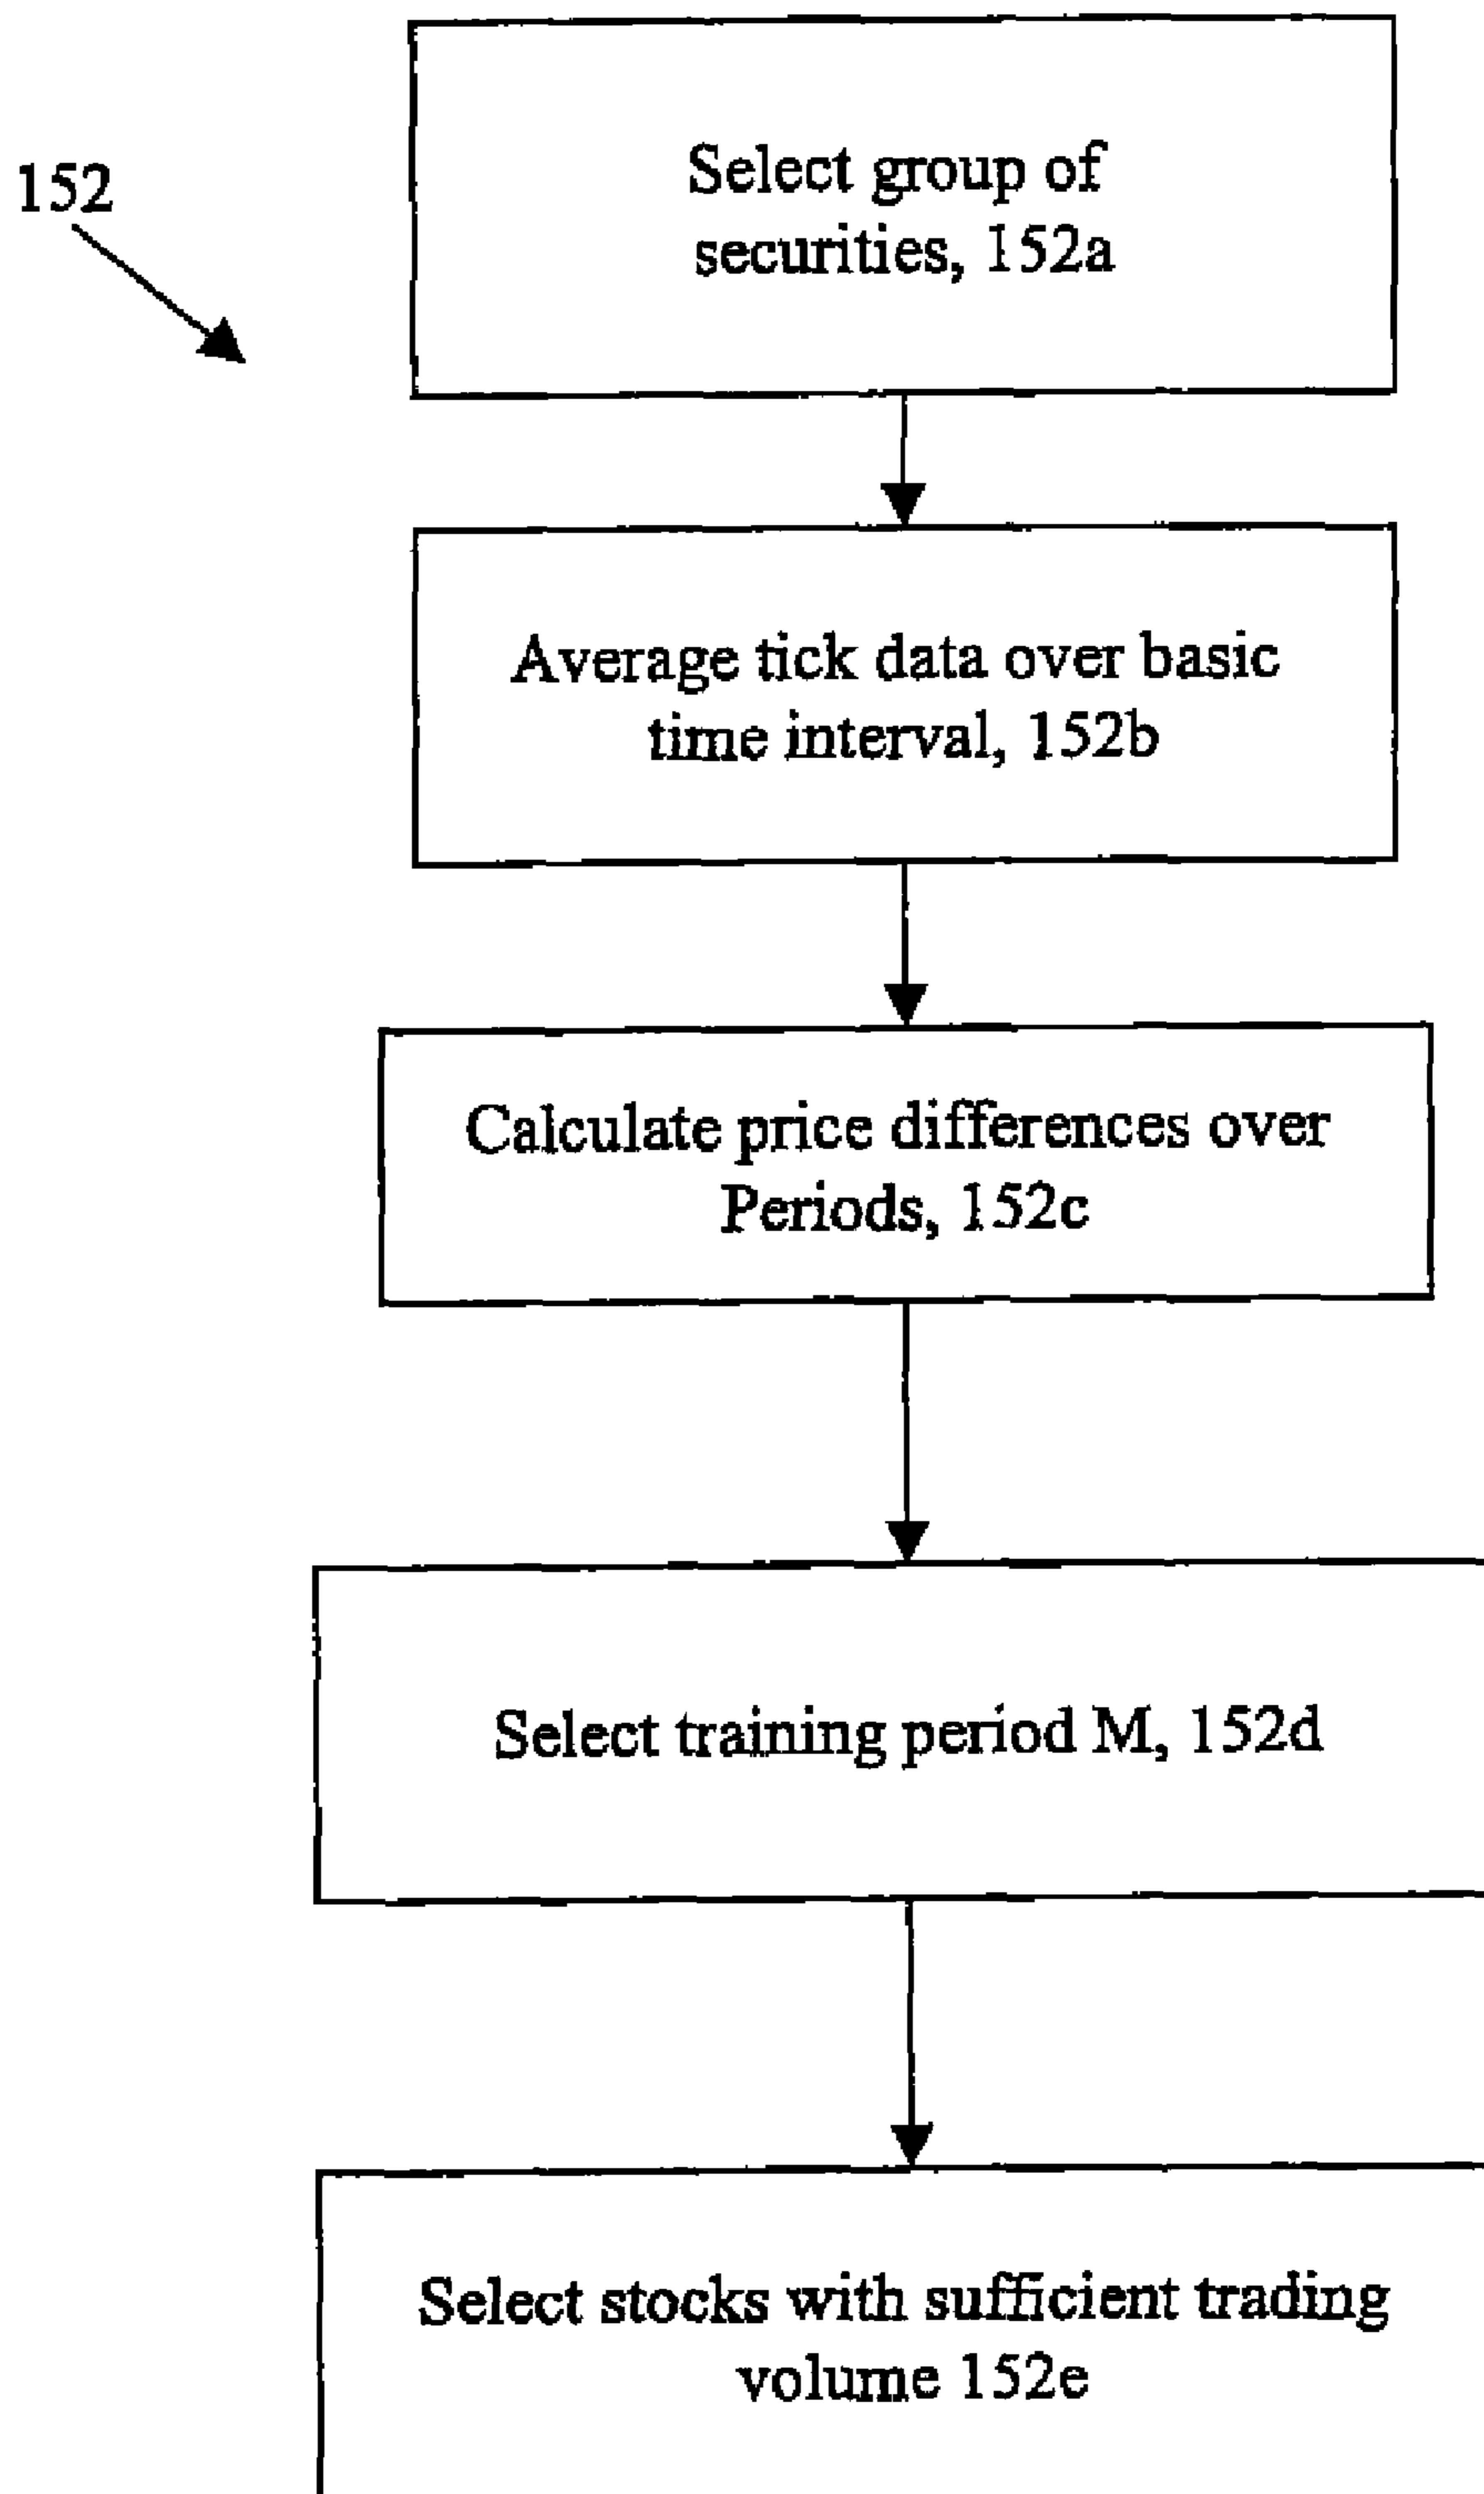 152
Select group of
securities, 152a
Average tick data over basic
time interval, 152b
Calculate price differences over
Periods, 152c
Select training period M, 152d
Select stocks with sufficient trading
volume 152e